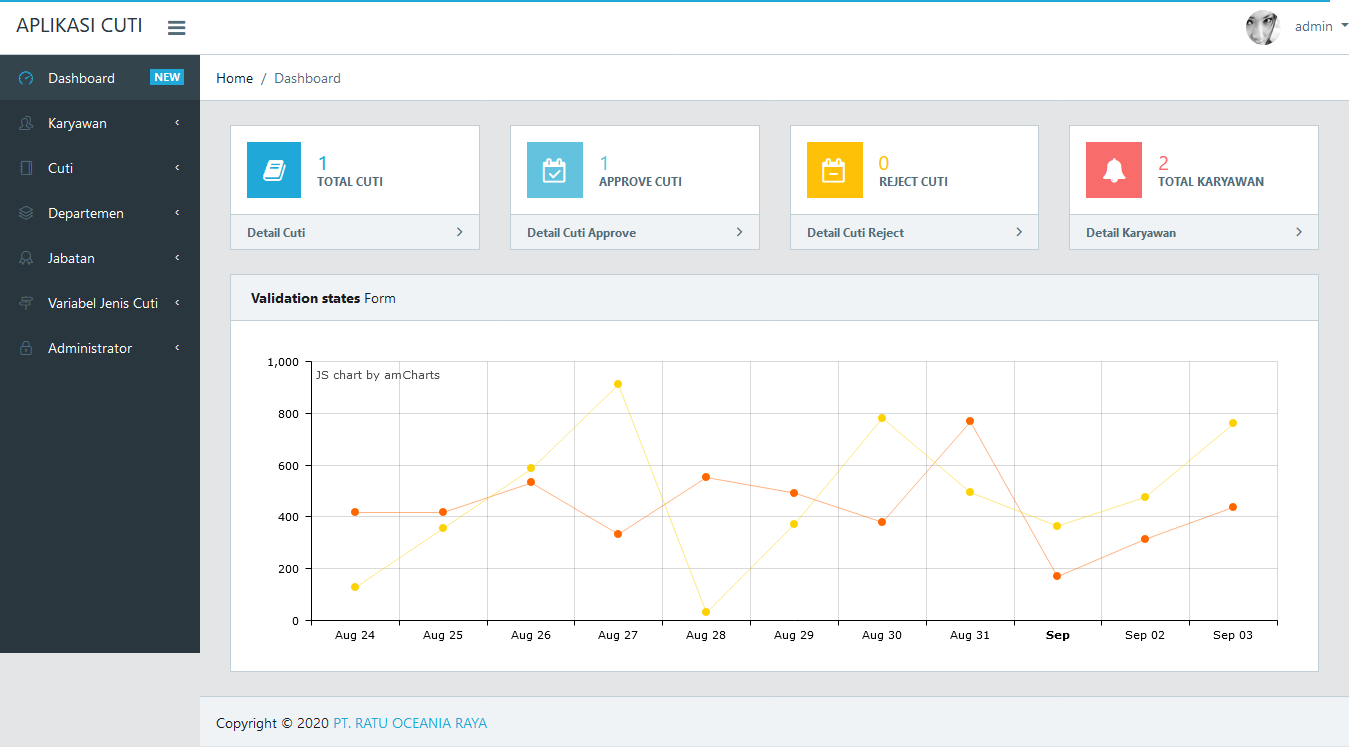 APLIKASI CUTI
admin
Dashboard NEW
Karyawan
Cuti
Departemen
Jabatan
Variabel Jenis Cuti
Administrator
Home / Dashboard
1
TOTAL CUTI
Detail Cuti
1
APPROVE CUTI
Detail Cuti Approve
0
REJECT CUTI
Detail Cuti Reject
2
TOTAL KARYAWAN
Detail Karyawan
Validation states Form
JS chart by amCharts
1,000
800
600
400
200
0
Aug 24 Aug 25 Aug 26 Aug 27 Aug 28 Aug 29 Aug 30 Aug 31 Sep Sep 02 Sep 03
Copyright © 2020 PT. RATU OCEANIA RAYA